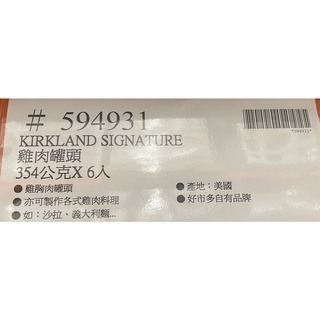 # 594931
*594931*
KIRKLAND SIGNATURE
雞肉罐頭
354公克X 6入
● 雞胸肉罐頭
● 亦可製作各式雞肉料理
● 如：沙拉、義大利麵...
● 產地：美國
● 好市多自有品牌